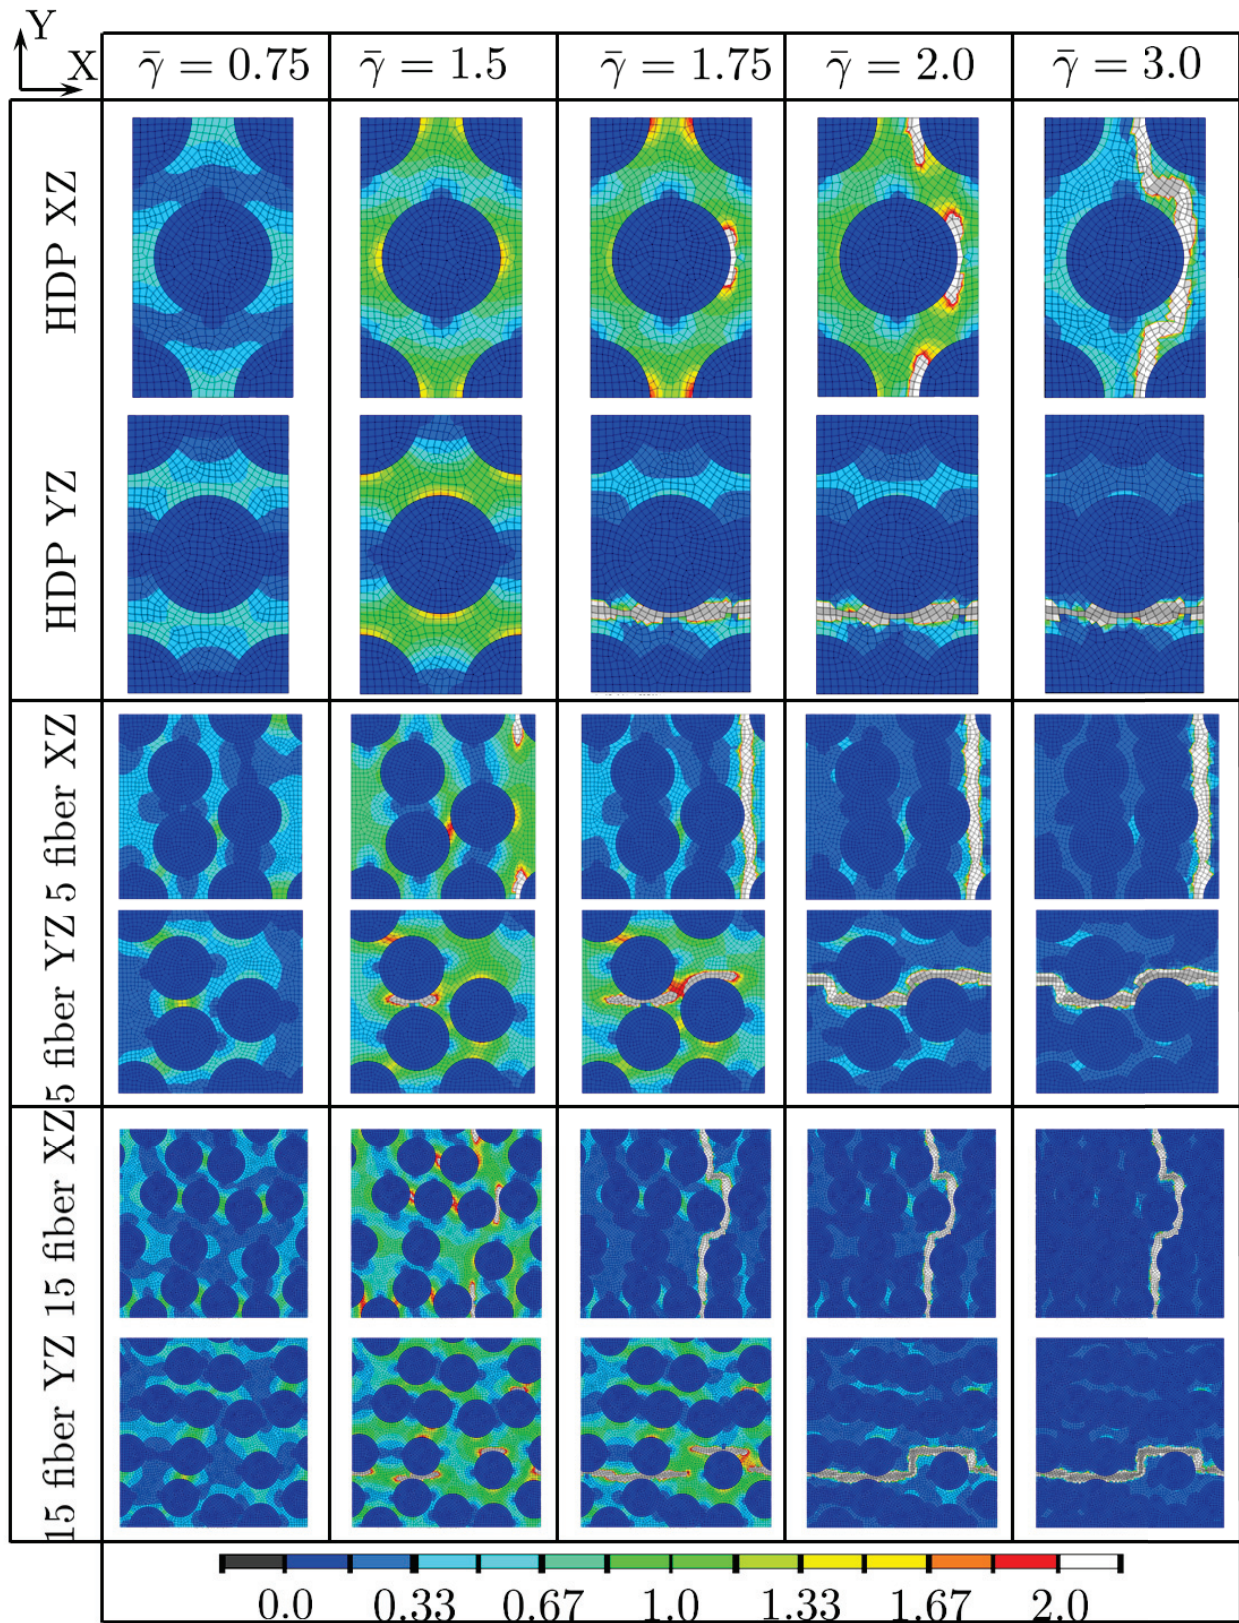 Y
X
γ̄ = 0.75
γ̄ = 1.5
γ̄ = 1.75
γ̄ = 2.0
γ̄ = 3.0
HDP XZ
HDP YZ
5 fiber XZ
5 fiber YZ
15 fiber XZ
15 fiber YZ
0.0
0.33
0.67
1.0
1.33
1.67
2.0